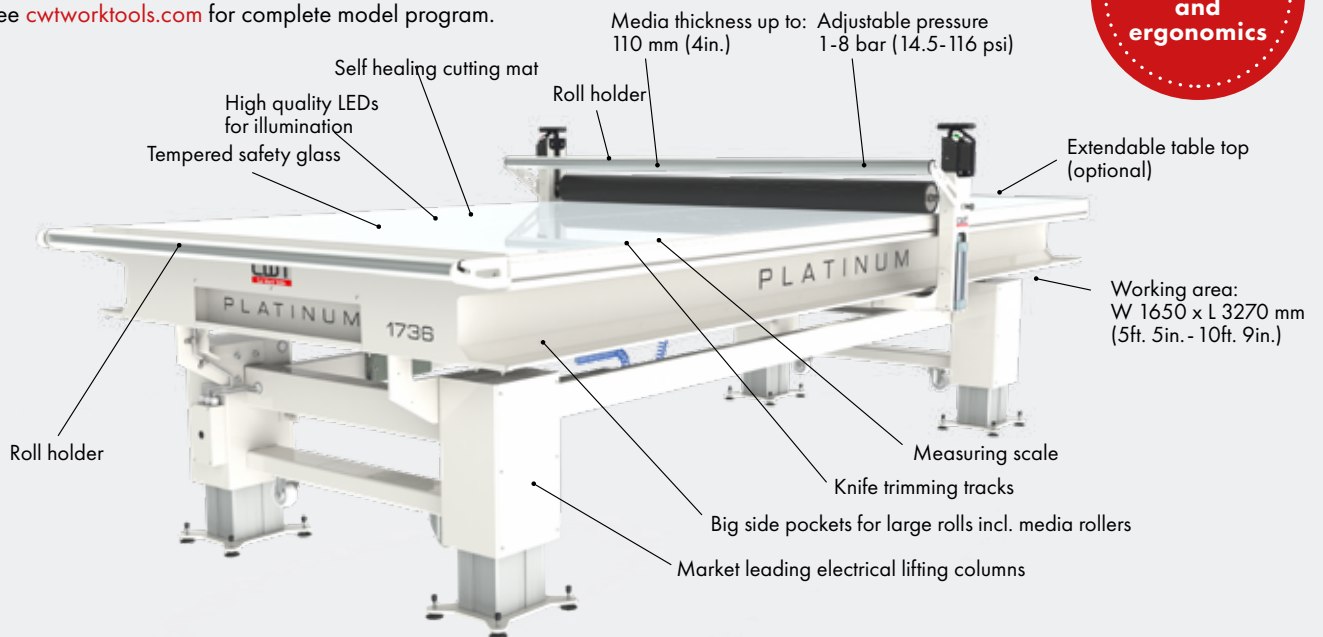 ee cwtworktools.com for complete model program.
and
ergonomics
Media thickness up to:
110 mm (4in.)
Adjustable pressure
1-8 bar (14.5-116 psi)
Self healing cutting mat
Roll holder
High quality LEDs
for illumination
Tempered safety glass
Extendable table top
(optional)
CWT
PLATINUM
1736
PLATINUM
Working area:
W 1650 x L 3270 mm
(5ft. 5in. - 10ft. 9in.)
Roll holder
Measuring scale
Knife trimming tracks
Big side pockets for large rolls incl. media rollers
Market leading electrical lifting columns